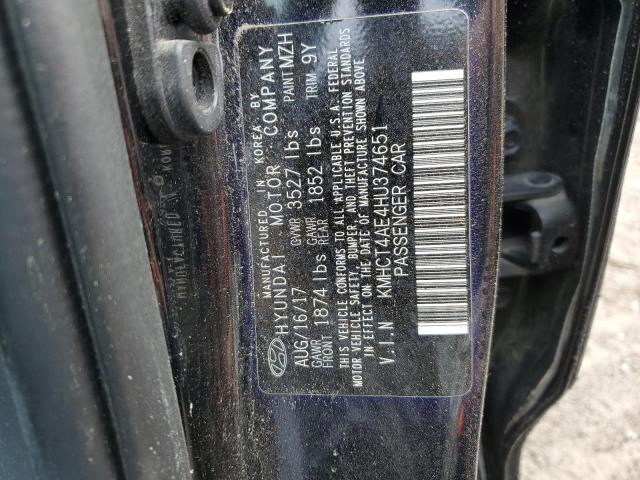 MANUFACTURED IN KOREA BY
HYUNDAI MOTOR COMPANY
AUG/16/17 GVWR 3527 lbs PAINT MZH
GAWR FRONT 1874 lbs GAWR REAR 1852 lbs TRIM 9Y
THIS VEHICLE CONFORMS TO ALL APPLICABLE U.S.A. FEDERAL
MOTOR VEHICLE SAFETY, BUMPER, AND THEFT PREVENTION STANDARDS
IN EFFECT ON THE DATE OF MANUFACTURE SHOWN ABOVE
V.I.N KMHCT4AE4HU374651
PASSENGER CAR